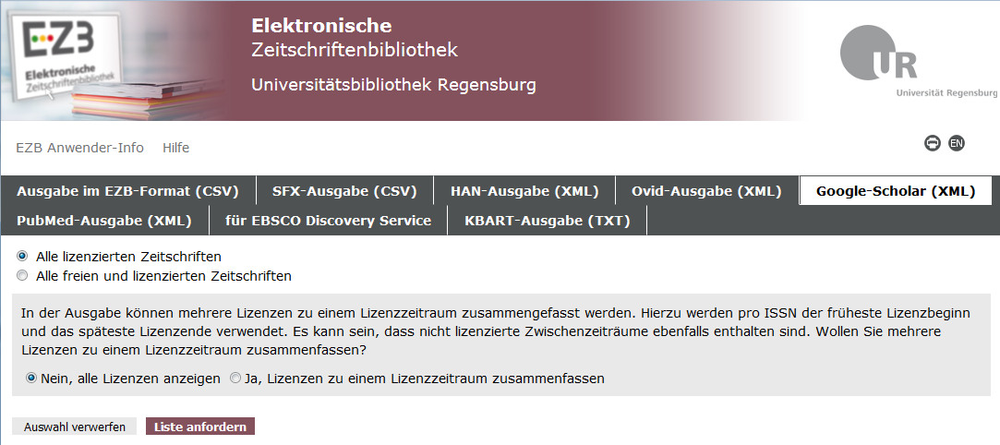 EZB
Elektronische
Zeitschriftenbibliothek
Elektronische
Zeitschriftenbibliothek
Universitätsbibliothek Regensburg
UR
Universität Regensburg
EZB Anwender-Info Hilfe
EN
Ausgabe im EZB-Format (CSV) SFX-Ausgabe (CSV) HAN-Ausgabe (XML) Ovid-Ausgabe (XML) Google-Scholar (XML)
PubMed-Ausgabe (XML) für EBSCO Discovery Service KBART-Ausgabe (TXT)
Alle lizenzierten Zeitschriften
Alle freien und lizenzierten Zeitschriften
In der Ausgabe können mehrere Lizenzen zu einem Lizenzzeitraum zusammengefasst werden. Hierzu werden pro ISSN der früheste Lizenzbeginn
und das späteste Lizenzende verwendet. Es kann sein, dass nicht lizenzierte Zwischenzeiträume ebenfalls enthalten sind. Wollen Sie mehrere
Lizenzen zu einem Lizenzzeitraum zusammenfassen?
Nein, alle Lizenzen anzeigen Ja, Lizenzen zu einem Lizenzzeitraum zusammenfassen
Auswahl verwerfen Liste anfordern